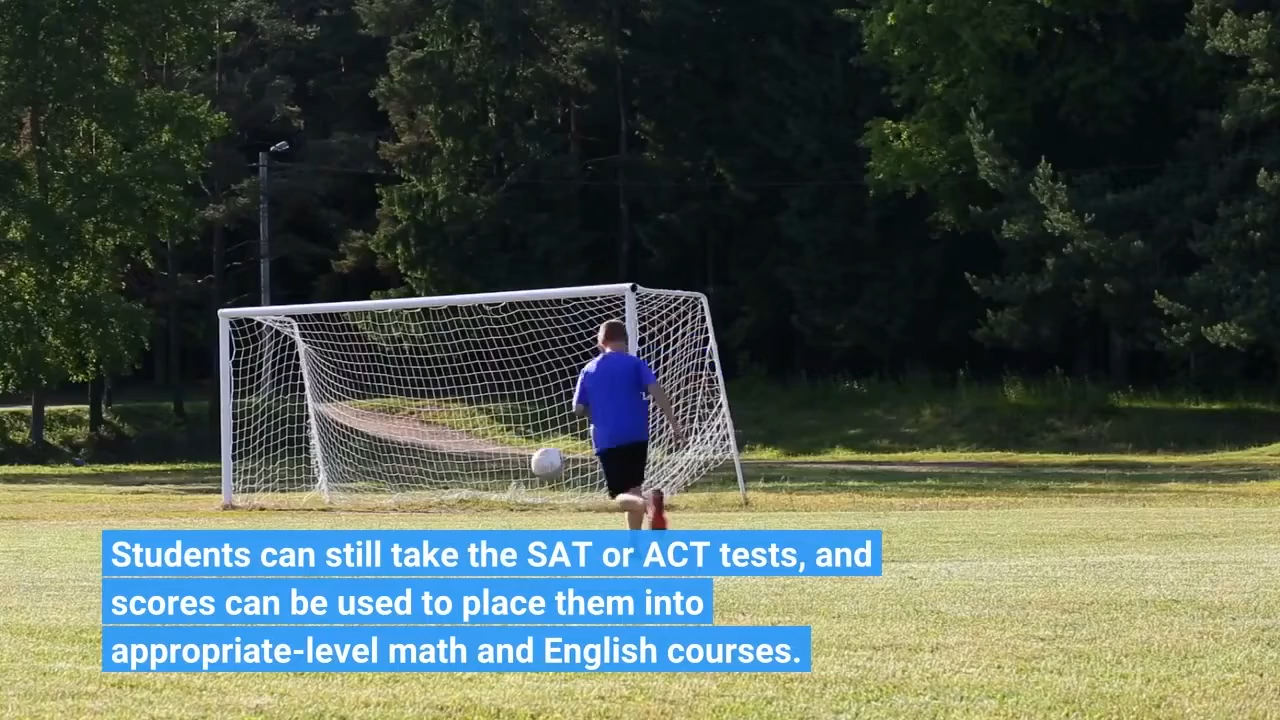 Students can still take the SAT or ACT tests, and
scores can be used to place them into
appropriate-level math and English courses.